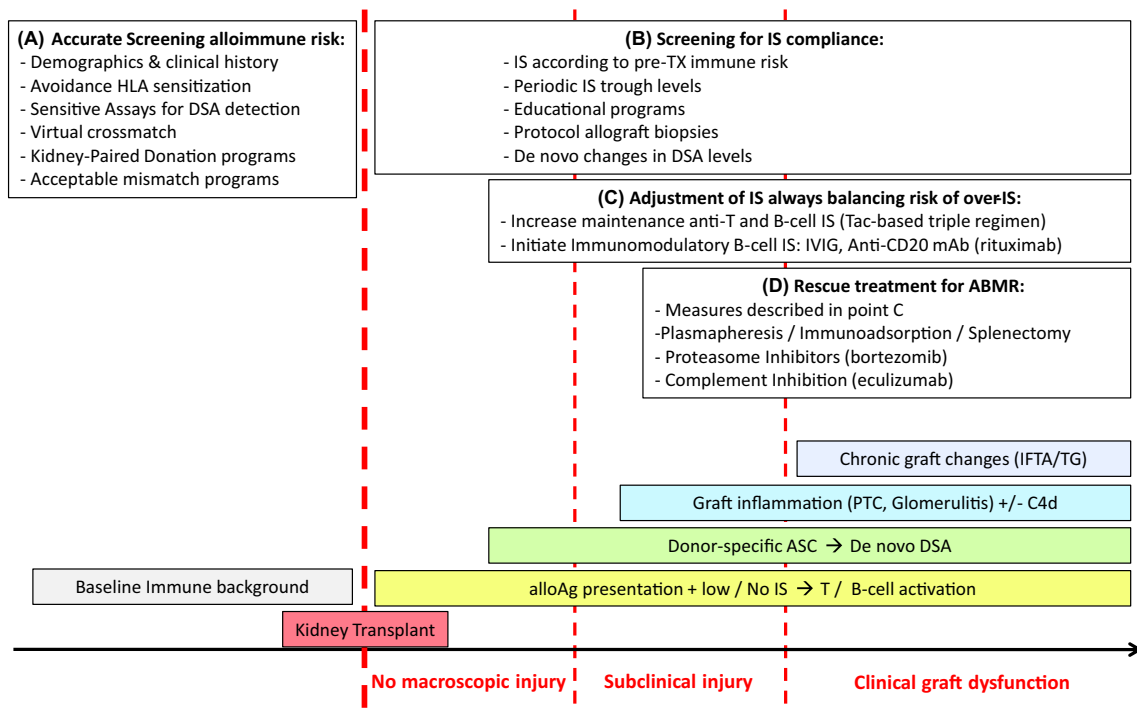 (A) Accurate Screening alloimmune risk:
- Demographics & clinical history
- Avoidance HLA sensitization
- Sensitive Assays for DSA detection
- Virtual crossmatch
- Kidney-Paired Donation programs
- Acceptable mismatch programs
(B) Screening for IS compliance:
- IS according to pre-TX immune risk
- Periodic IS trough levels
- Educational programs
- Protocol allograft biopsies
- De novo changes in DSA levels
(C) Adjustment of IS always balancing risk of over-IS:
- Increase maintenance anti-T and B-cell IS (Tac-based triple regimen)
- Initiate Immunomodulatory B-cell IS: IVIG, Anti-CD20 mAb (rituximab)
(D) Rescue treatment for ABMR:
- Measures described in point C
-Plasmapheresis / Immunoadsorption / Splenectomy
- Proteasome Inhibitors (bortezomib)
- Complement Inhibition (eculizumab)
Chronic graft changes (IFTA/TG)
Graft inflammation (PTC, Glomerulitis) +/- C4d
Donor-specific ASC → De novo DSA
Baseline Immune background
alloAg presentation + low / No IS → T / B-cell activation
Kidney Transplant
No macroscopic injury
Subclinical injury
Clinical graft dysfunction